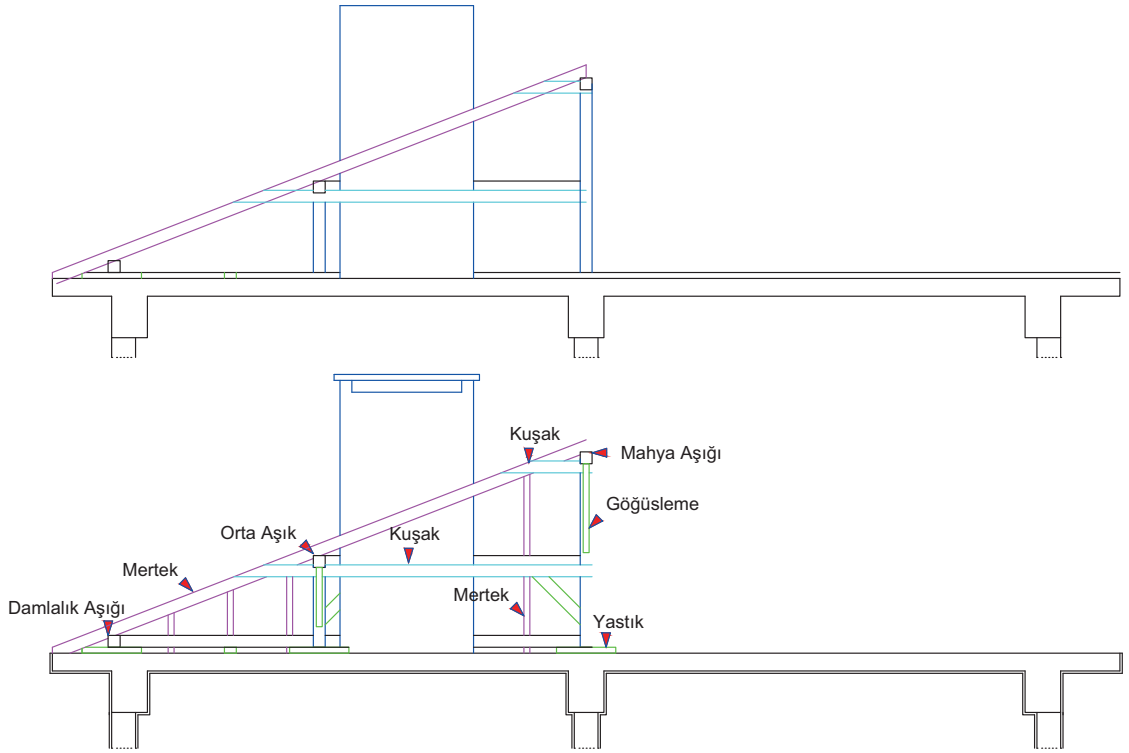 Kuşak
Mahya Aşığı
Göğüsleme
Orta Aşık
Kuşak
Mertek
Mertek
Damlalık Aşığı
Yastık